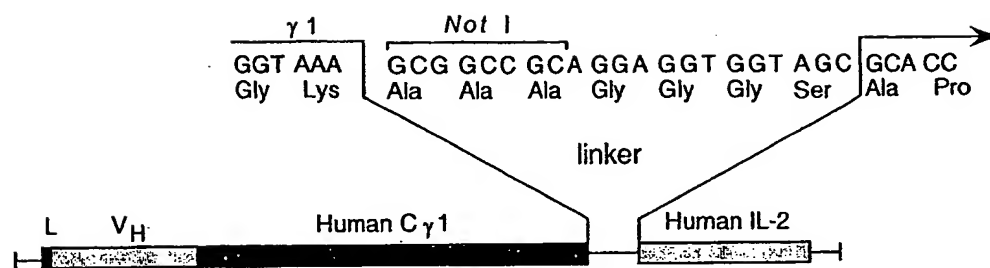 γ1 Not I
GGT AAA GCG GCC GCA GGA GGT GGT AGC GCA CC
Gly Lys Ala Ala Ala Gly Gly Gly Ser Ala Pro
linker
L VH Human Cγ1 Human IL-2